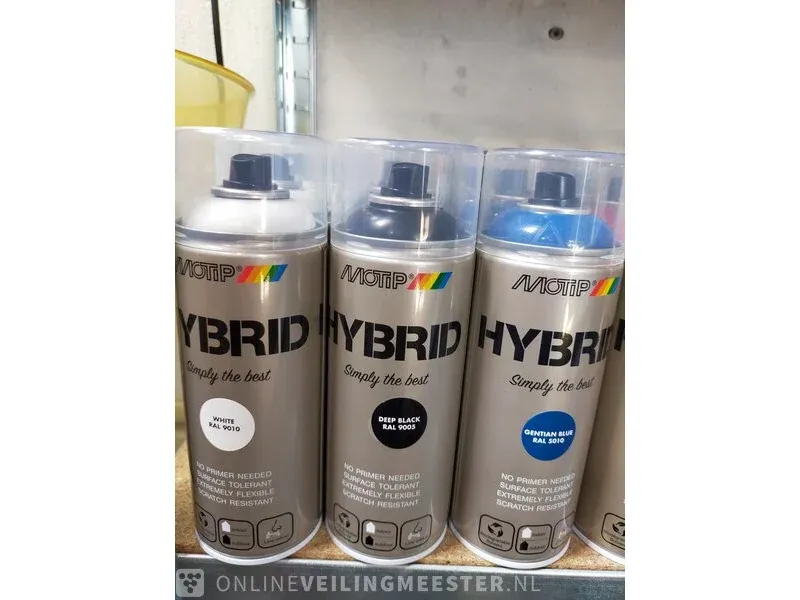 MOTIP®
YBRID
Simply the best
WHITE
RAL 9010
NO PRIMER NEEDED
SURFACE TOLERANT
EXTREMELY FLEXIBLE
SCRATCH RESISTANT
MOTIP®
HYBRID
Simply the best
DEEP BLACK
RAL 9005
NO PRIMER NEEDED
SURFACE TOLERANT
EXTREMELY FLEXIBLE
SCRATCH RESISTANT
MOTIP®
HYBRID
Simply the best
GENTIAN BLUE
RAL 5010
NO PRIMER NEEDED
SURFACE TOLERANT
EXTREMELY FLEXIBLE
SCRATCH RESISTANT
ONLINEVEILINGMEESTER.NL